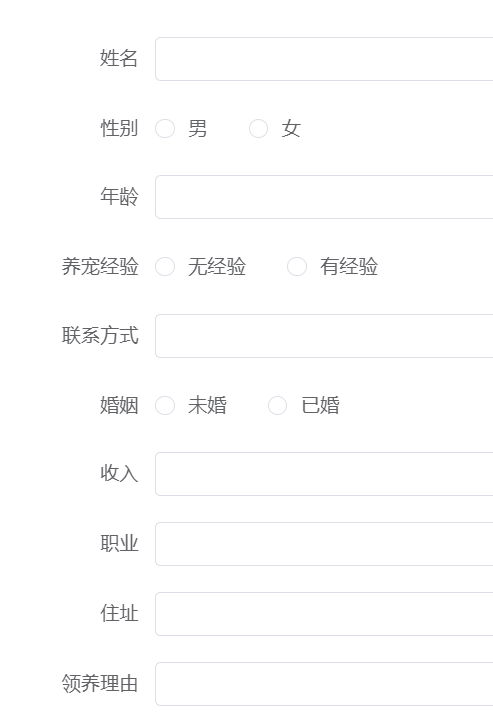 姓名
性别 男 女
年龄
养宠经验 无经验 有经验
联系方式
婚姻 未婚 已婚
收入
职业
住址
领养理由